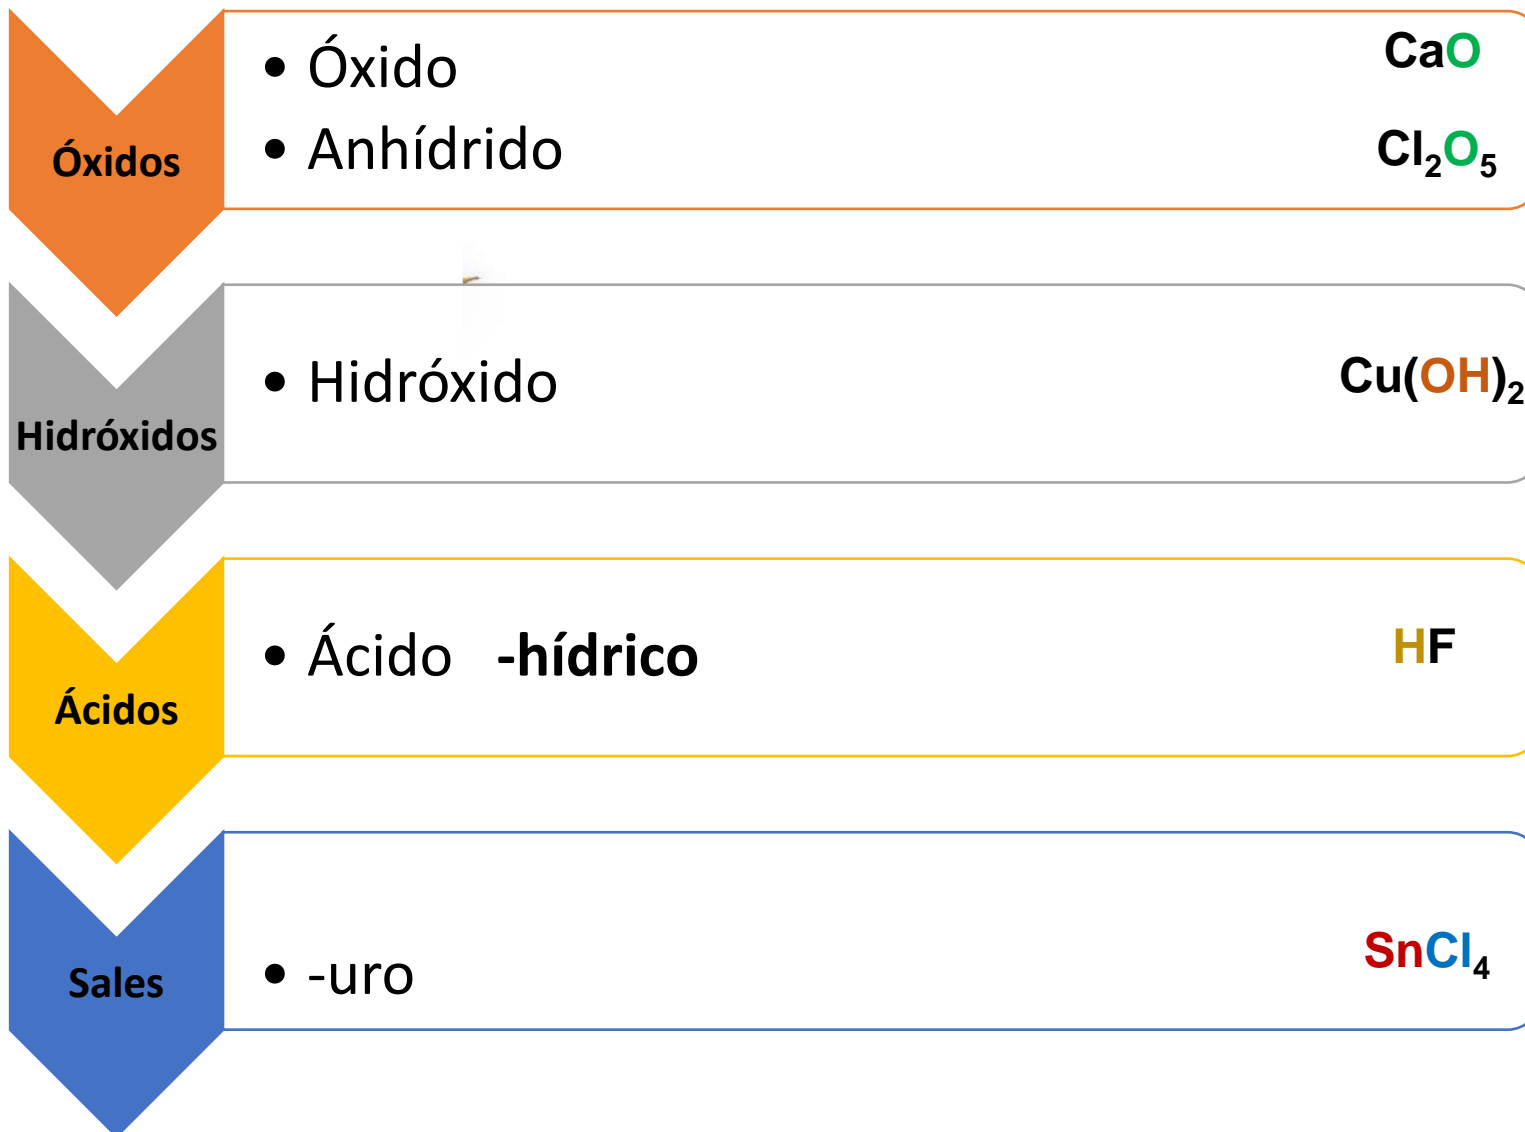 Óxidos
• Óxido
CaO
• Anhídrido
Cl₂O₅
Hidróxidos
• Hidróxido
Cu(OH)₂
Ácidos
• Ácido -hídrico
HF
Sales
• -uro
SnCl₄